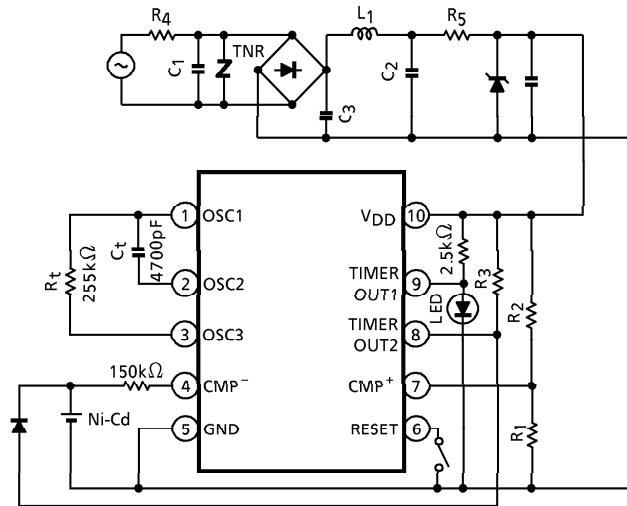 R4
L1
R5
TNR
C1
C2
C3
1
OSC1
VDD
10
Rt
255kΩ
Ct
4700pF
2.5kΩ
R3
R2
2
OSC2
TIMER
OUT1
9
LED
3
OSC3
TIMER
OUT2
8
150kΩ
4
CMP−
CMP+
7
Ni-Cd
5
GND
RESET
6
R1